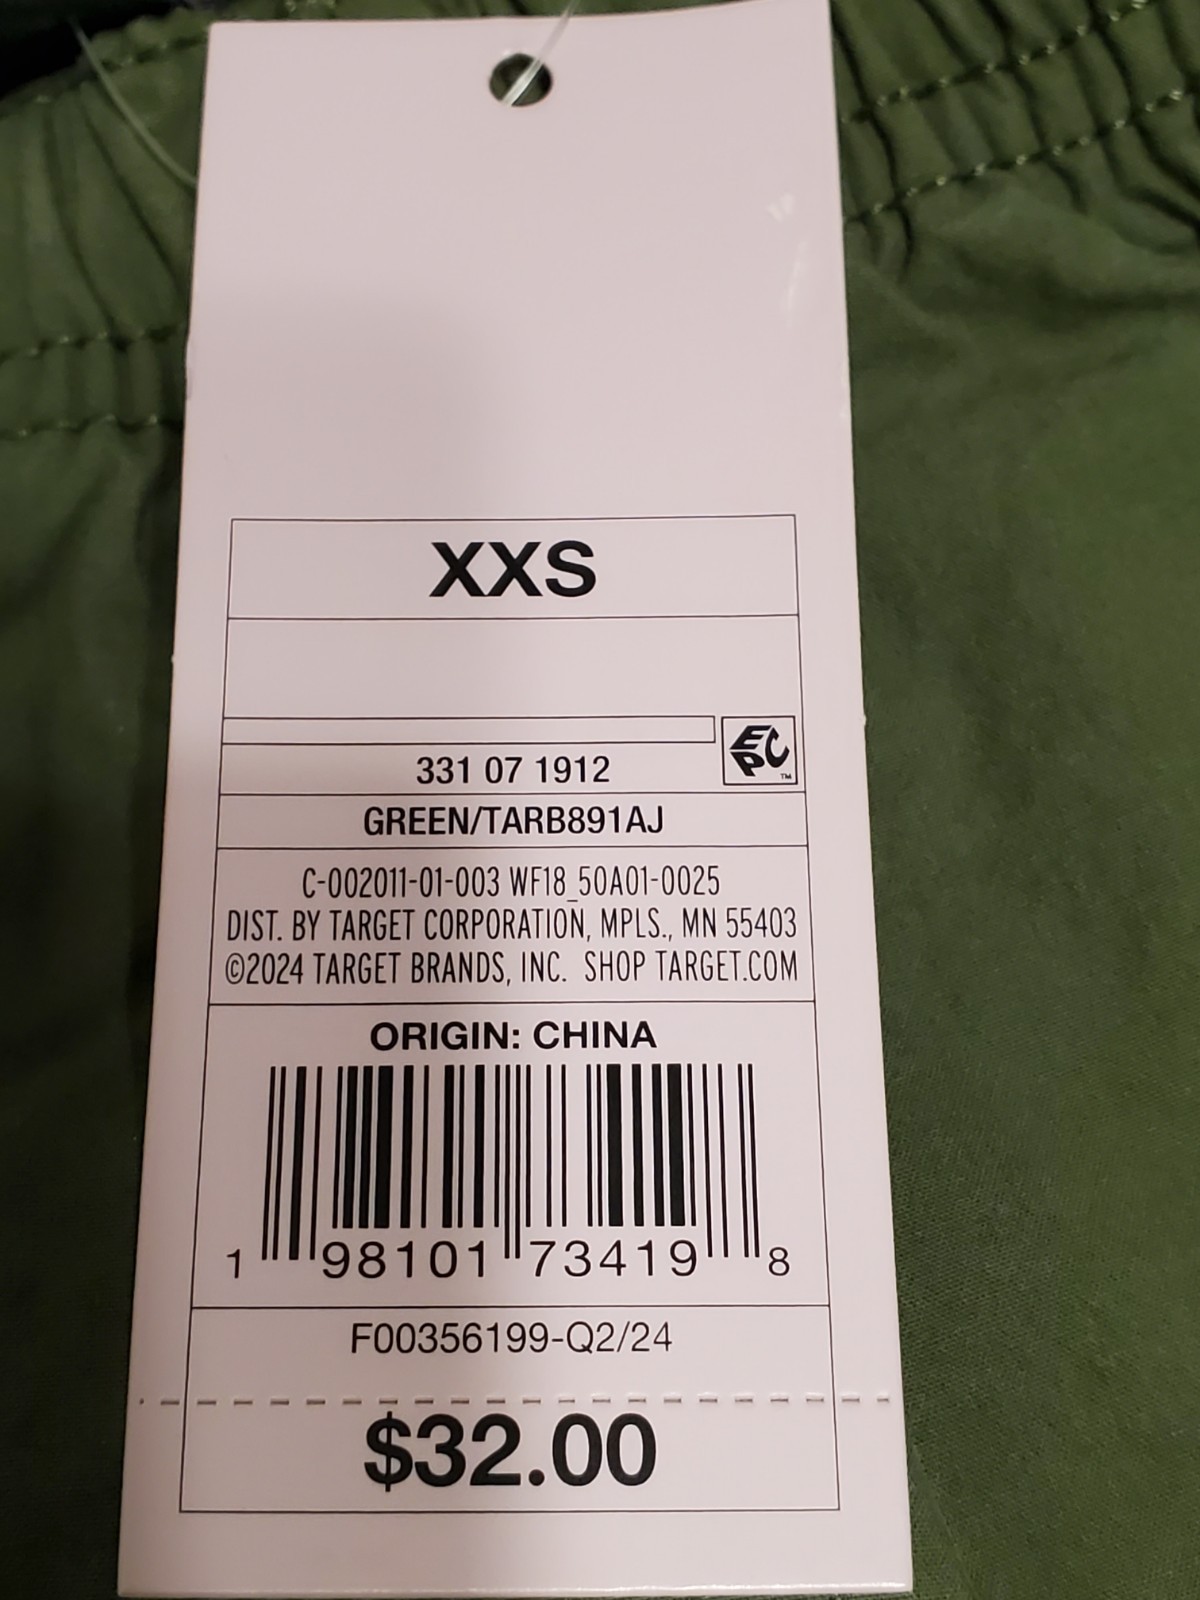 XXS
EPC™
331 07 1912
GREEN/TARB891AJ
C-002011-01-003 WF18_50A01-0025
DIST. BY TARGET CORPORATION, MPLS., MN 55403
©2024 TARGET BRANDS, INC. SHOP TARGET.COM
ORIGIN: CHINA
1 98101 73419 8
F00356199-Q2/24
$32.00